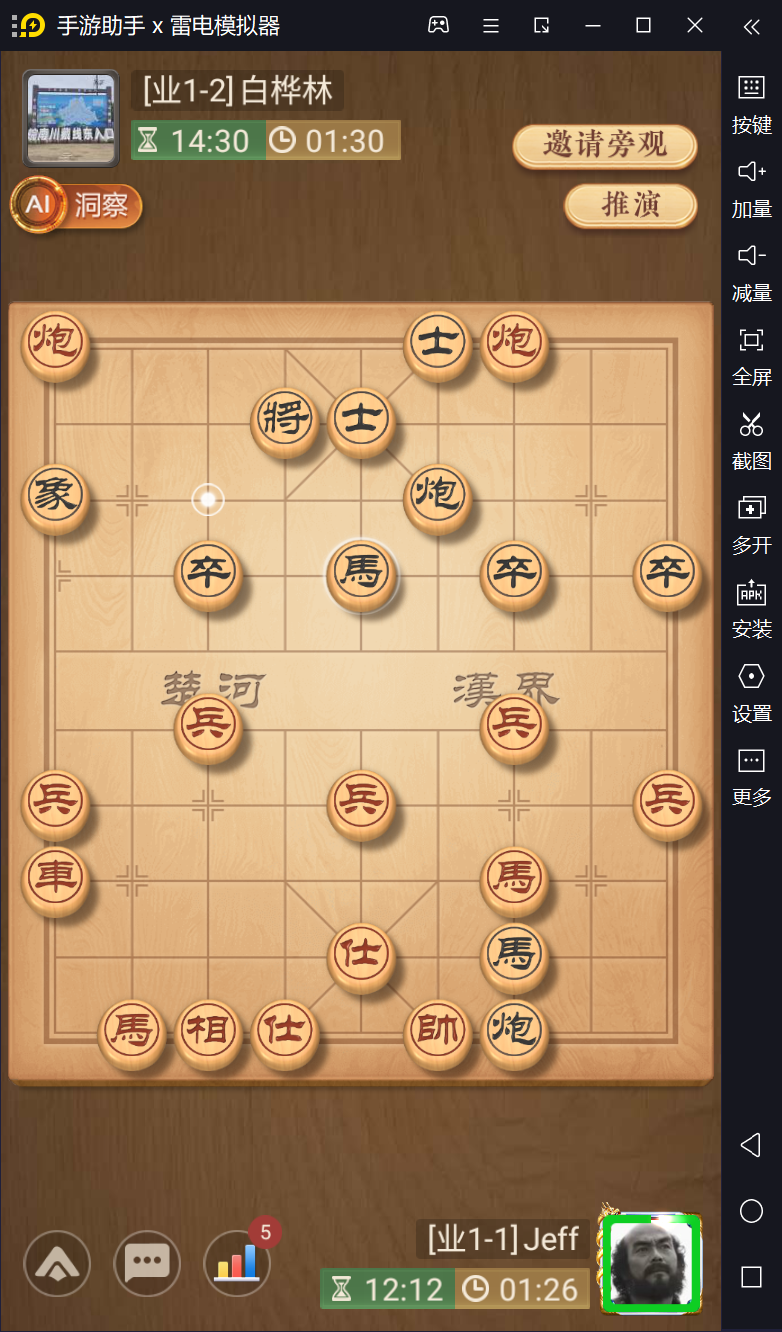 手游助手 x 雷电模拟器
[业1-2] 白桦林
14:30 01:30
邀请旁观
AI 洞察
推演
按键
加量
减量
全屏
截图
多开
APK
安装
设置
更多
炮 士 炮
將 士
象 炮
卒 馬 卒 卒
楚河 漢界
兵 兵
兵 兵 兵
車 馬
仕 馬
馬 相 仕 帥 炮
5
[业1-1] Jeff
12:12 01:26